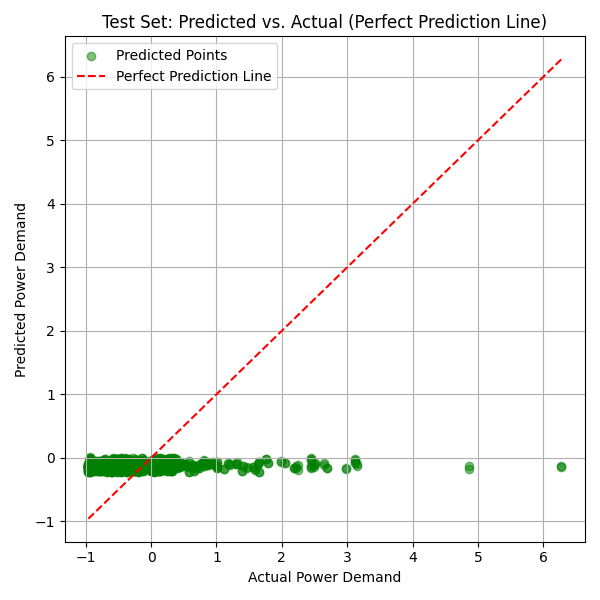 Test Set: Predicted vs. Actual (Perfect Prediction Line)
Predicted Points
Perfect Prediction Line
6
5
4
3
2
1
0
−1
Predicted Power Demand
−1 0 1 2 3 4 5 6
Actual Power Demand